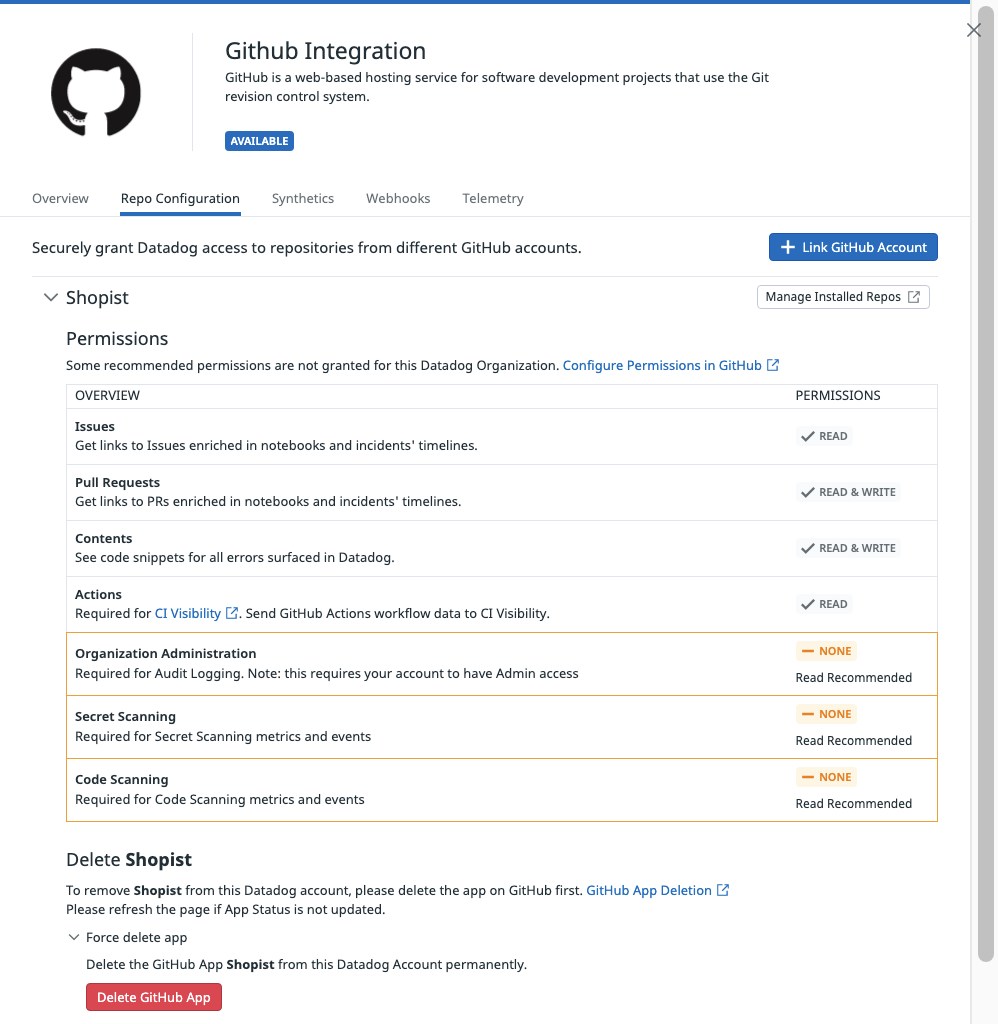 Github Integration
GitHub is a web-based hosting service for software development projects that use the Git
revision control system.
AVAILABLE
Overview
Repo Configuration
Synthetics
Webhooks
Telemetry
Securely grant Datadog access to repositories from different GitHub accounts.
Link GitHub Account
Shopist
Manage Installed Repos
Permissions
Some recommended permissions are not granted for this Datadog Organization. Configure Permissions in GitHub
OVERVIEW
PERMISSIONS
Issues
Get links to Issues enriched in notebooks and incidents' timelines.
READ
Pull Requests
Get links to PRs enriched in notebooks and incidents' timelines.
READ & WRITE
Contents
See code snippets for all errors surfaced in Datadog.
READ & WRITE
Actions
Required for CI Visibility . Send GitHub Actions workflow data to CI Visibility.
READ
Organization Administration
Required for Audit Logging. Note: this requires your account to have Admin access
NONE
Read Recommended
Secret Scanning
Required for Secret Scanning metrics and events
NONE
Read Recommended
Code Scanning
Required for Code Scanning metrics and events
NONE
Read Recommended
Delete Shopist
To remove Shopist from this Datadog account, please delete the app on GitHub first. GitHub App Deletion
Please refresh the page if App Status is not updated.
Force delete app
Delete the GitHub App Shopist from this Datadog Account permanently.
Delete GitHub App